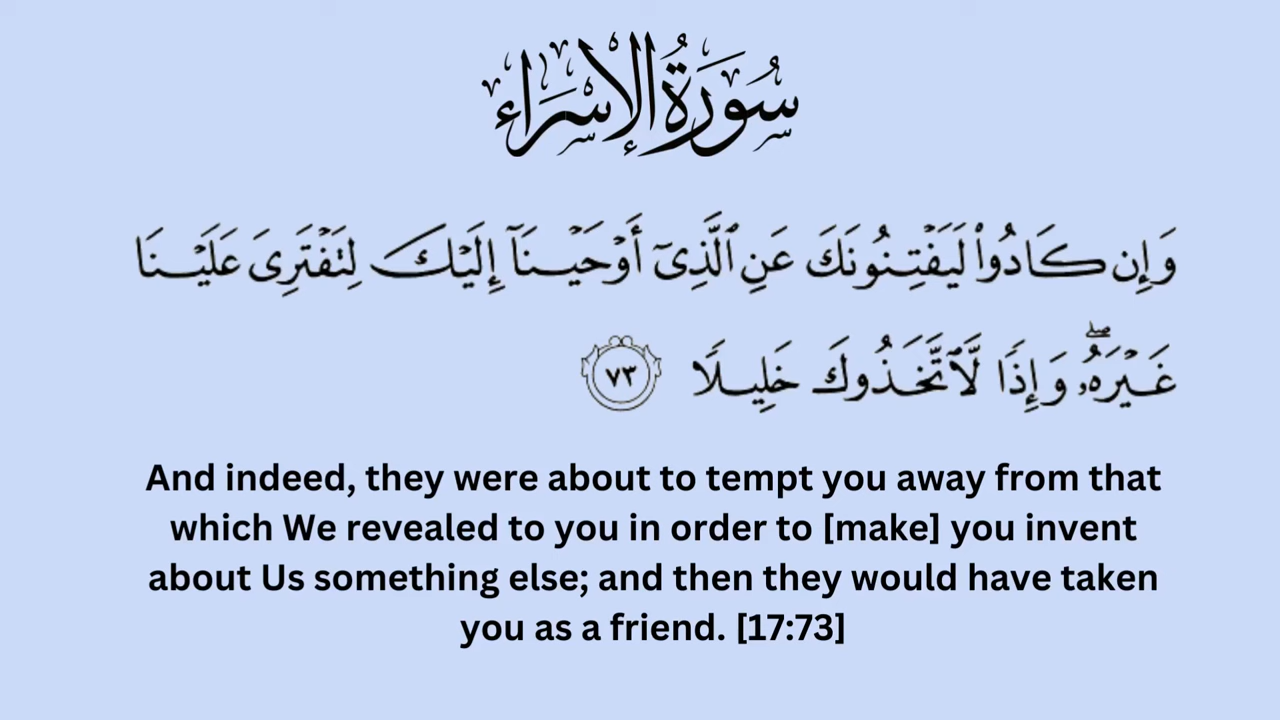 سُورَةُ الإِسْرَاءِ
وَإِن كَادُوا۟ لَيَفْتِنُونَكَ عَنِ ٱلَّذِىٓ أَوْحَيْنَآ إِلَيْكَ لِتَفْتَرِىَ عَلَيْنَا
غَيْرَهُۥ ۖ وَإِذًا لَّٱتَّخَذُوكَ خَلِيلًا ٧٣
And indeed, they were about to tempt you away from that
which We revealed to you in order to [make] you invent
about Us something else; and then they would have taken
you as a friend. [17:73]